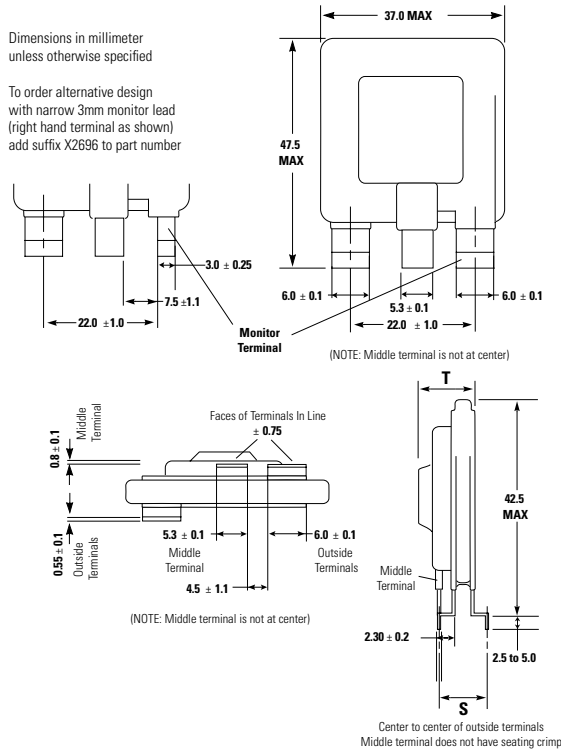 Dimensions in millimeter
unless otherwise specified
To order alternative design
with narrow 3mm monitor lead
(right hand terminal as shown)
add suffix X2696 to part number
37.0 MAX
47.5
MAX
3.0 ± 0.25
7.5 ±1.1
22.0 ±1.0
Monitor
Terminal
6.0 ± 0.1
5.3 ± 0.1
6.0 ± 0.1
22.0 ± 1.0
(NOTE: Middle terminal is not at center)
0.8 ± 0.1
Middle
Terminal
Faces of Terminals In Line
± 0.75
0.55 ± 0.1
Outside
Terminals
5.3 ± 0.1
Middle
Terminal
6.0 ± 0.1
Outside
Terminals
4.5 ± 1.1
(NOTE: Middle terminal is not at center)
T
42.5
MAX
Middle
Terminal
2.30 ± 0.2
2.5 to 5.0
S
Center to center of outside terminals
Middle terminal does not have seating crimp